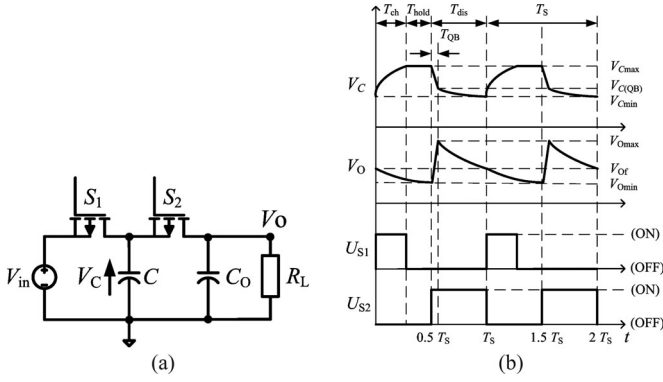 S1 S2 VO
Vin VC C CO RL
(a)
Tch Thold Tdis TS
TQB
VC
VCmax
VC(QB)
VCmin
VO
VOmax
VOf
VOmin
US1
(ON)
(OFF)
US2
(ON)
(OFF)
0.5 TS TS 1.5 TS 2 TS t
(b)